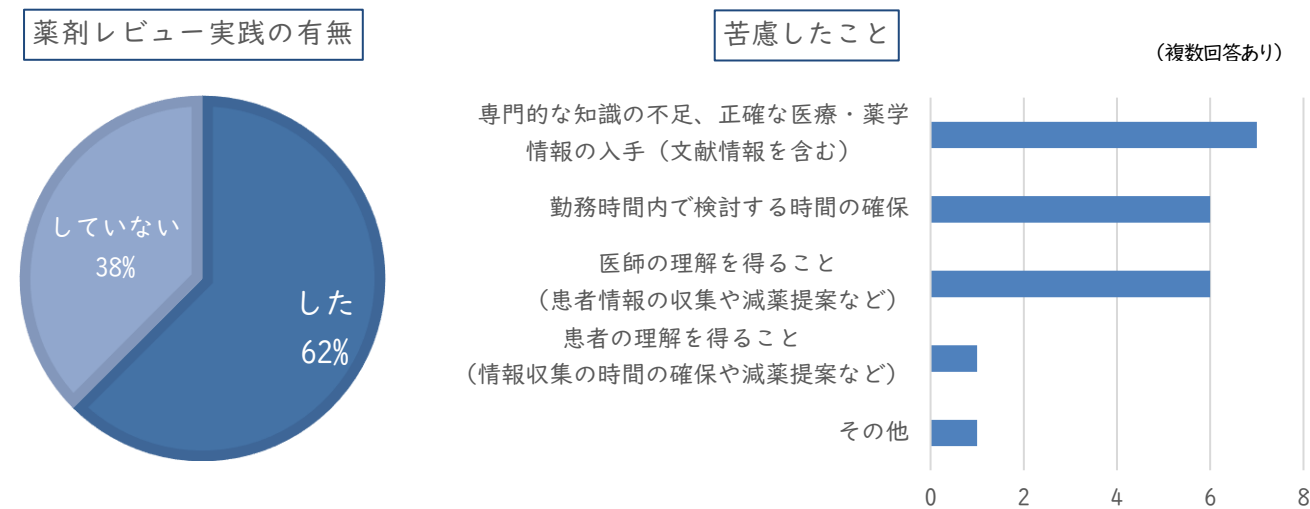 薬剤レビュー実践の有無
していない
38%
した
62%
苦慮したこと
(複数回答あり)
専門的な知識の不足、正確な医療・薬学
情報の入手（文献情報を含む）
勤務時間内で検討する時間の確保
医師の理解を得ること
（患者情報の収集や減薬提案など）
患者の理解を得ること
（情報収集の時間の確保や減薬提案など）
その他
0 2 4 6 8